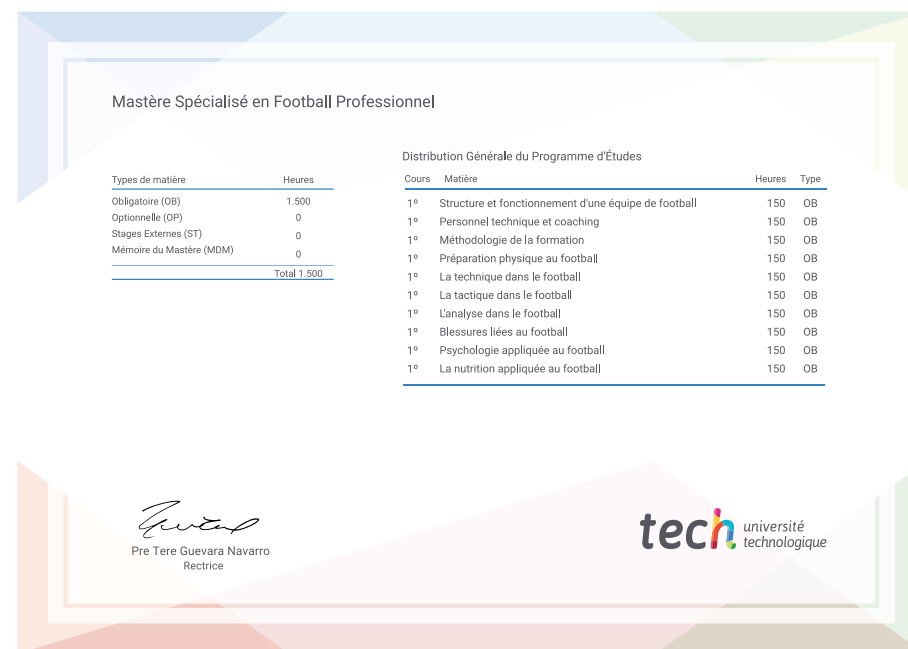 Mastère Spécialisé en Football Professionnel
Types de matière Heures
Obligatoire (OB) 1.500
Optionnelle (OP) 0
Stages Externes (ST) 0
Mémoire du Mastère (MDM) 0
Total 1.500
Distribution Générale du Programme d'Études
Cours Matière Heures Type
1º Structure et fonctionnement d'une équipe de football 150 OB
1º Personnel technique et coaching 150 OB
1º Méthodologie de la formation 150 OB
1º Préparation physique au football 150 OB
1º La technique dans le football 150 OB
1º La tactique dans le football 150 OB
1º L'analyse dans le football 150 OB
1º Blessures liées au football 150 OB
1º Psychologie appliquée au football 150 OB
1º La nutrition appliquée au football 150 OB
Pre Tere Guevara Navarro
Rectrice
tech université
technologique